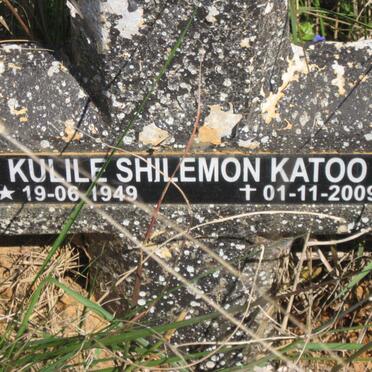 KULILE SHILEMON KATOO
★ 19-06 1949 ✝ 01-11-2009